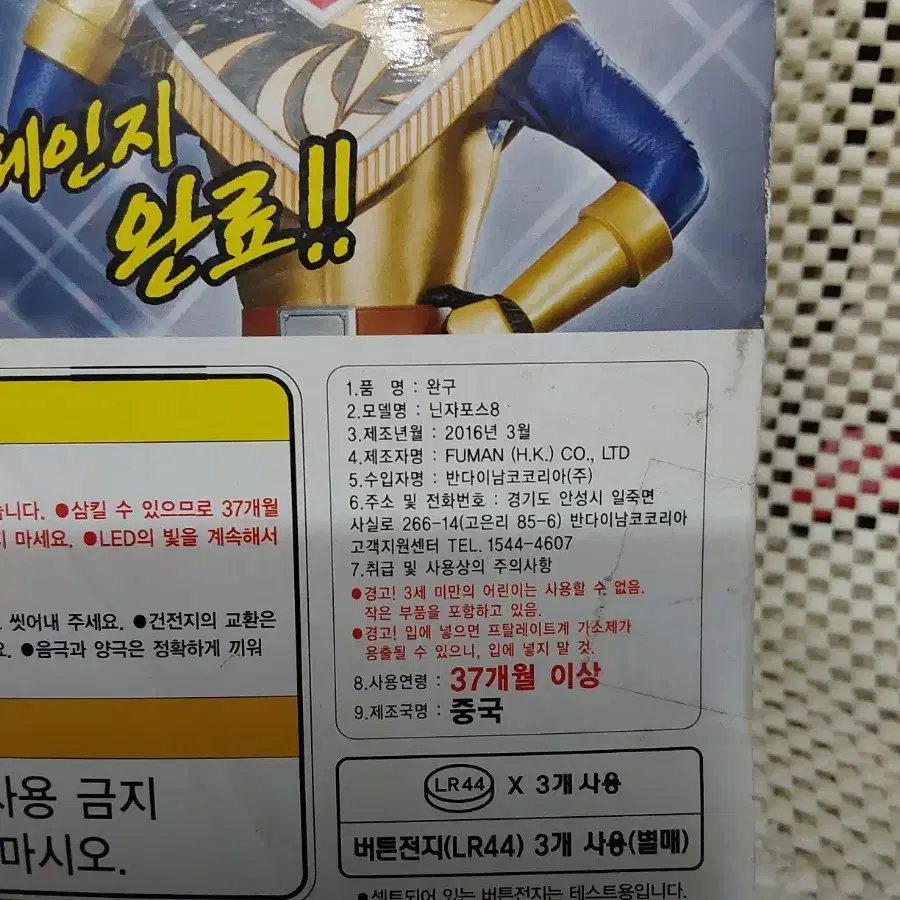 체인지
완료!!
습니다. ●삼킬 수 있으므로 37개월
지 마세요. ●LED의 빛을 계속해서
씻어내 주세요. ●건전지의 교환은
요. ●음극과 양극은 정확하게 끼워
사용 금지
마시오.
1.품 명 : 완구
2.모델명 : 닌자포스8
3.제조년월 : 2016년 3월
4.제조자명 : FUMAN (H.K.) CO., LTD
5.수입자명 : 반다이남코코리아(주)
6.주소 및 전화번호 : 경기도 안성시 일죽면
사실로 266-14(고은리 85-6) 반다이남코코리아
고객지원센터 TEL. 1544-4607
7.취급 및 사용상의 주의사항
●경고! 3세 미만의 어린이는 사용할 수 없음.
작은 부품을 포함하고 있음.
●경고! 입에 넣으면 프탈레이트계 가소제가
용출될 수 있으니, 입에 넣지 말 것.
8.사용연령 : 37개월 이상
9.제조국명 : 중국
LR44 X 3개 사용
버튼전지(LR44) 3개 사용(별매)
●세트되어 있는 버튼전지는 테스트용입니다.